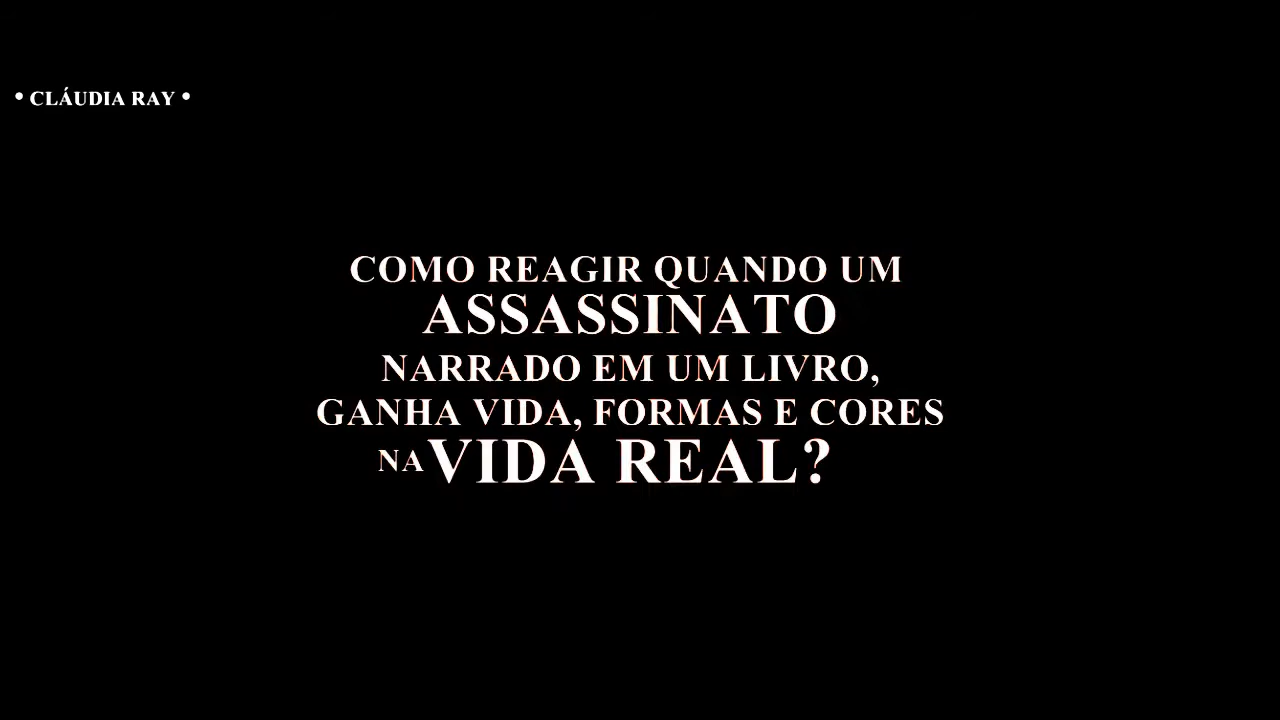 • CLÁUDIA RAY •
COMO REAGIR QUANDO UM
ASSASSINATO
NARRADO EM UM LIVRO,
GANHA VIDA, FORMAS E CORES
NA VIDA REAL?